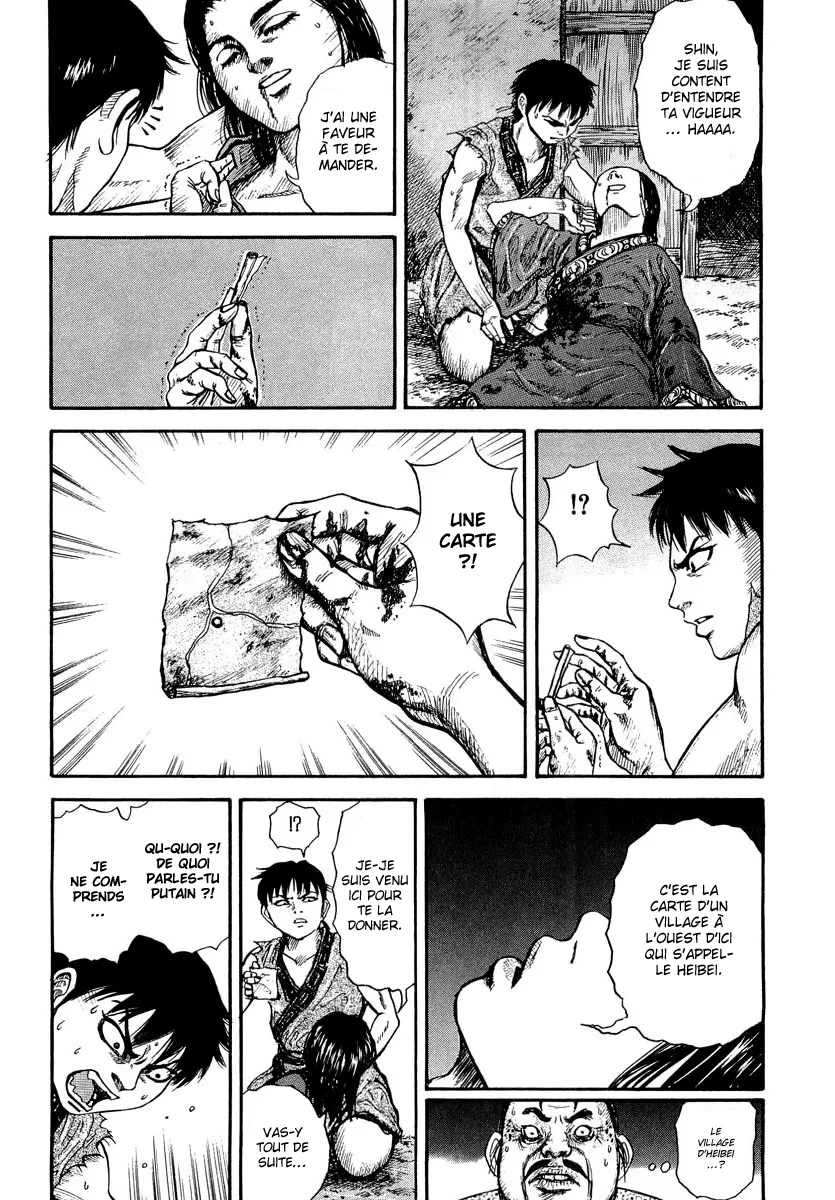 SHIN,
JE SUIS
CONTENT
D'ENTENDRE
TA VIGUEUR
... HAAAA.
J'AI UNE
FAVEUR
À TE DE-
MANDER.
!?
UNE
CARTE
?!
C'EST LA
CARTE D'UN
VILLAGE À
L'OUEST D'ICI
QUI S'APPEL-
LE HEIBEI.
LE
VILLAGE
D'HEIBEI
...?
JE-JE
SUIS VENU
ICI POUR
TE LA
DONNER.
!?
VAS-Y
TOUT DE
SUITE...
QU-QUOI ?!
DE QUOI
PARLES-TU
PUTAIN ?!
JE
NE COM-
PRENDS
...